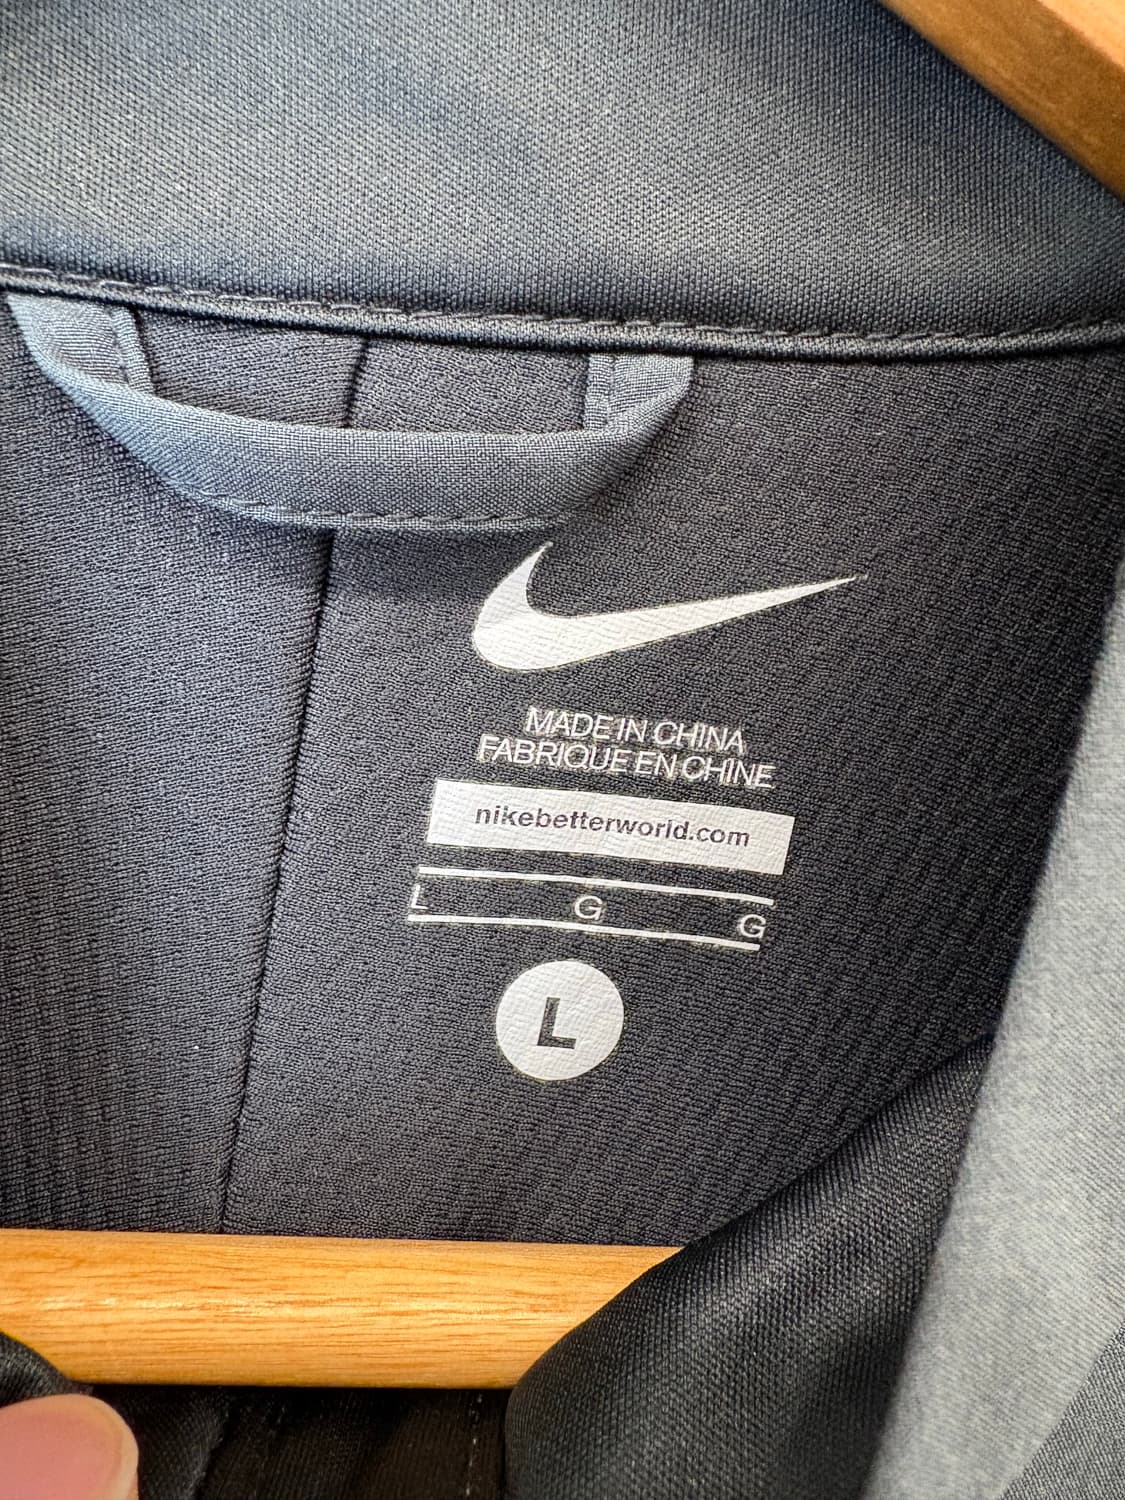 MADE IN CHINA
FABRIQUE EN CHINE
nikebetterworld.com
L G G
L